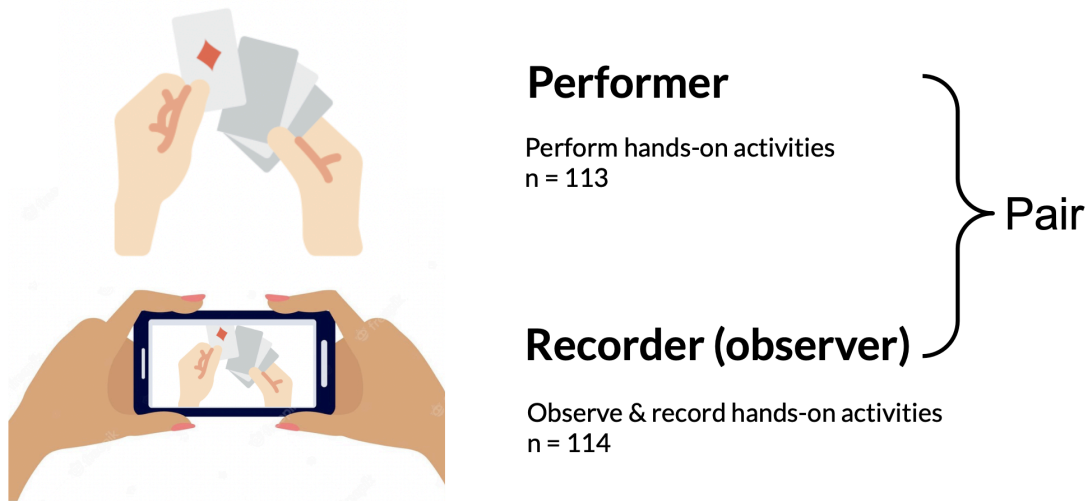 Performer
Perform hands-on activities
n = 113
Pair
Recorder (observer)
Observe & record hands-on activities
n = 114